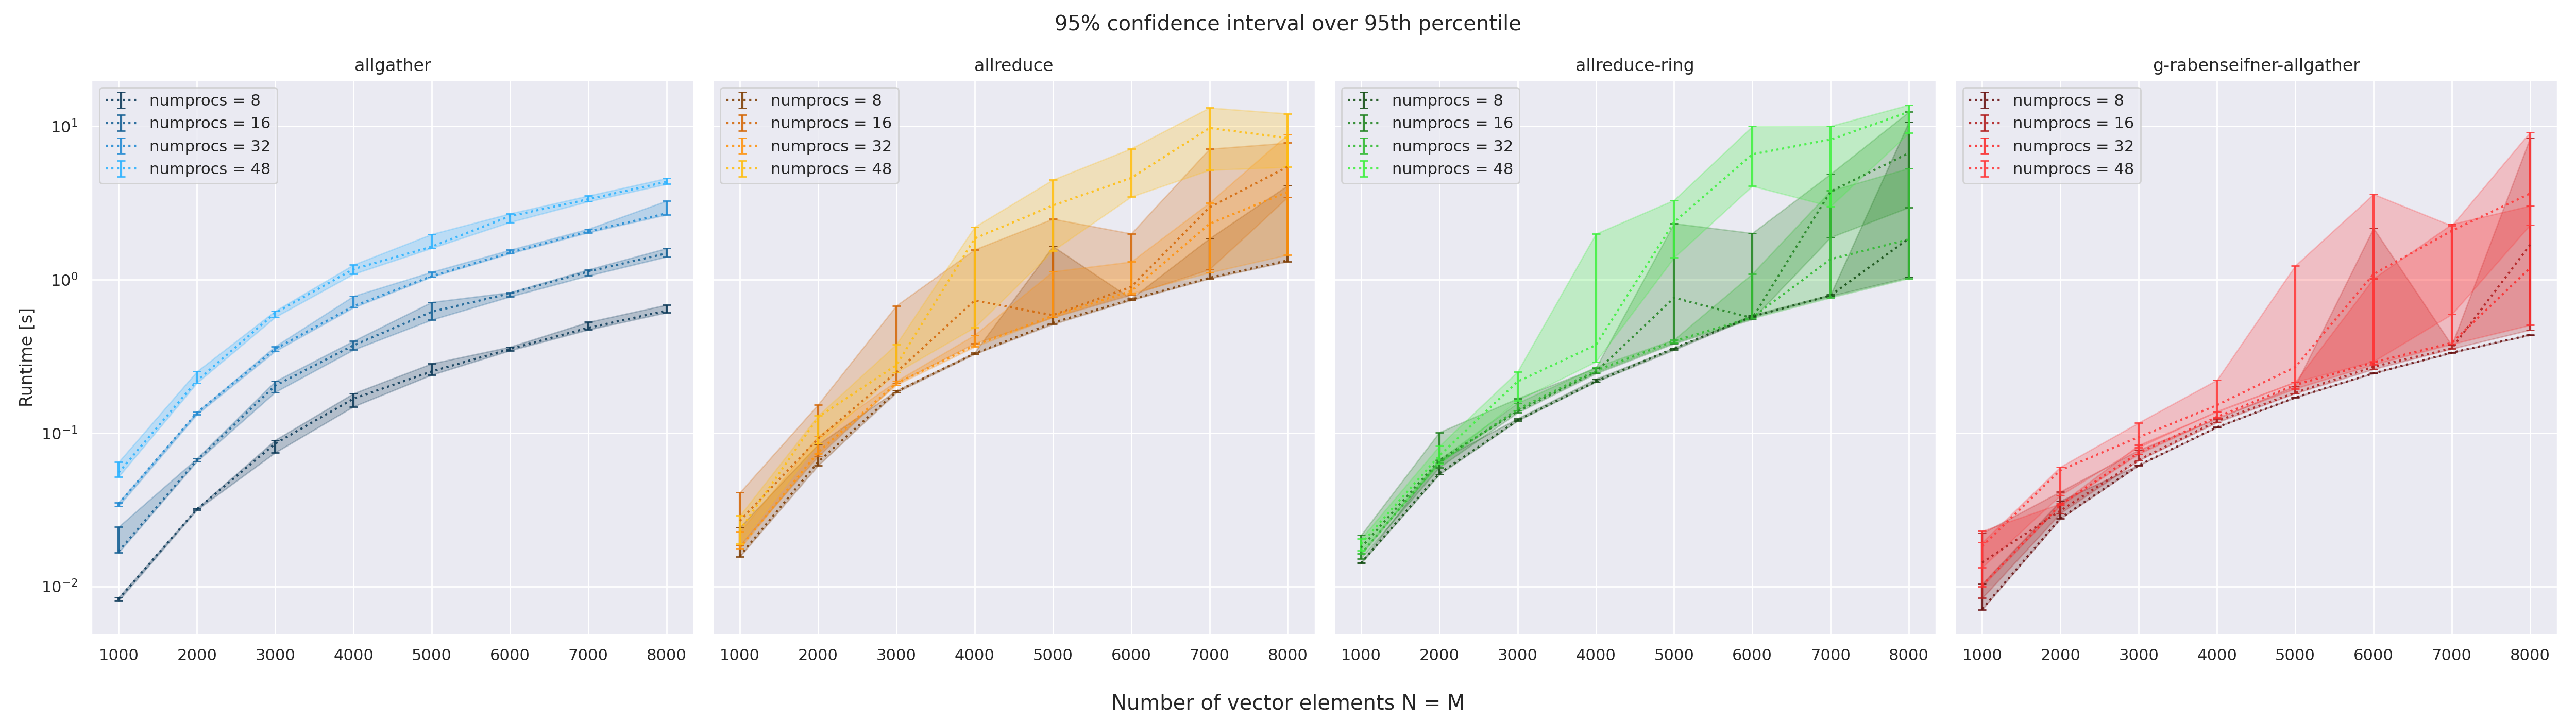 95% confidence interval over 95th percentile
allgather
allreduce
allreduce-ring
g-rabenseifner-allgather
numprocs = 8
numprocs = 16
numprocs = 32
numprocs = 48
numprocs = 8
numprocs = 16
numprocs = 32
numprocs = 48
numprocs = 8
numprocs = 16
numprocs = 32
numprocs = 48
numprocs = 8
numprocs = 16
numprocs = 32
numprocs = 48
Runtime [s]
10¹
10⁰
10⁻¹
10⁻²
1000 2000 3000 4000 5000 6000 7000 8000
1000 2000 3000 4000 5000 6000 7000 8000
1000 2000 3000 4000 5000 6000 7000 8000
1000 2000 3000 4000 5000 6000 7000 8000
Number of vector elements N = M